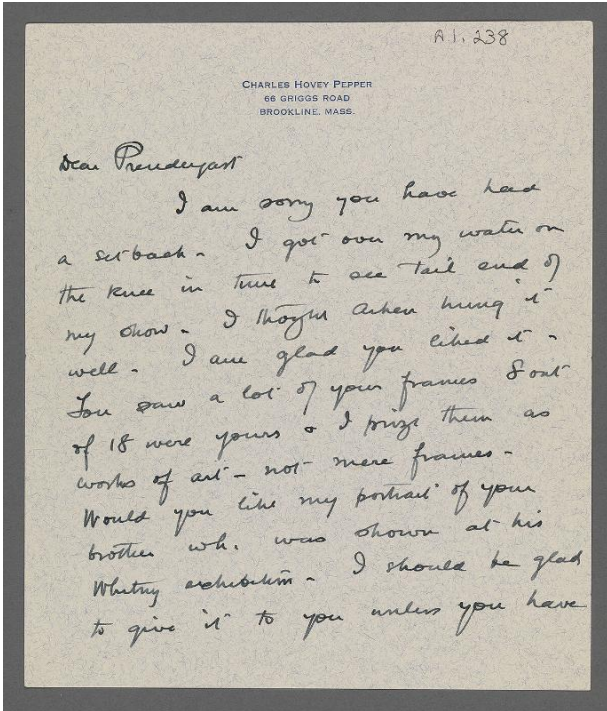 A1.238
CHARLES HOVEY PEPPER
66 GRIGGS ROAD
BROOKLINE, MASS.
Dear Prendergast
I am sorry you have had
a setback - I got over my water on
the knee in time to see tail end of
my show - I thought Aiken hung it
well - I am glad you liked it -
You saw a lot of your frames 8 out
of 18 were yours & I prize them as
works of art - not mere frames -
Would you like my portrait of your
brother wh. was shown at his
Whitney exhibition - I should be glad
to give it to you unless you have